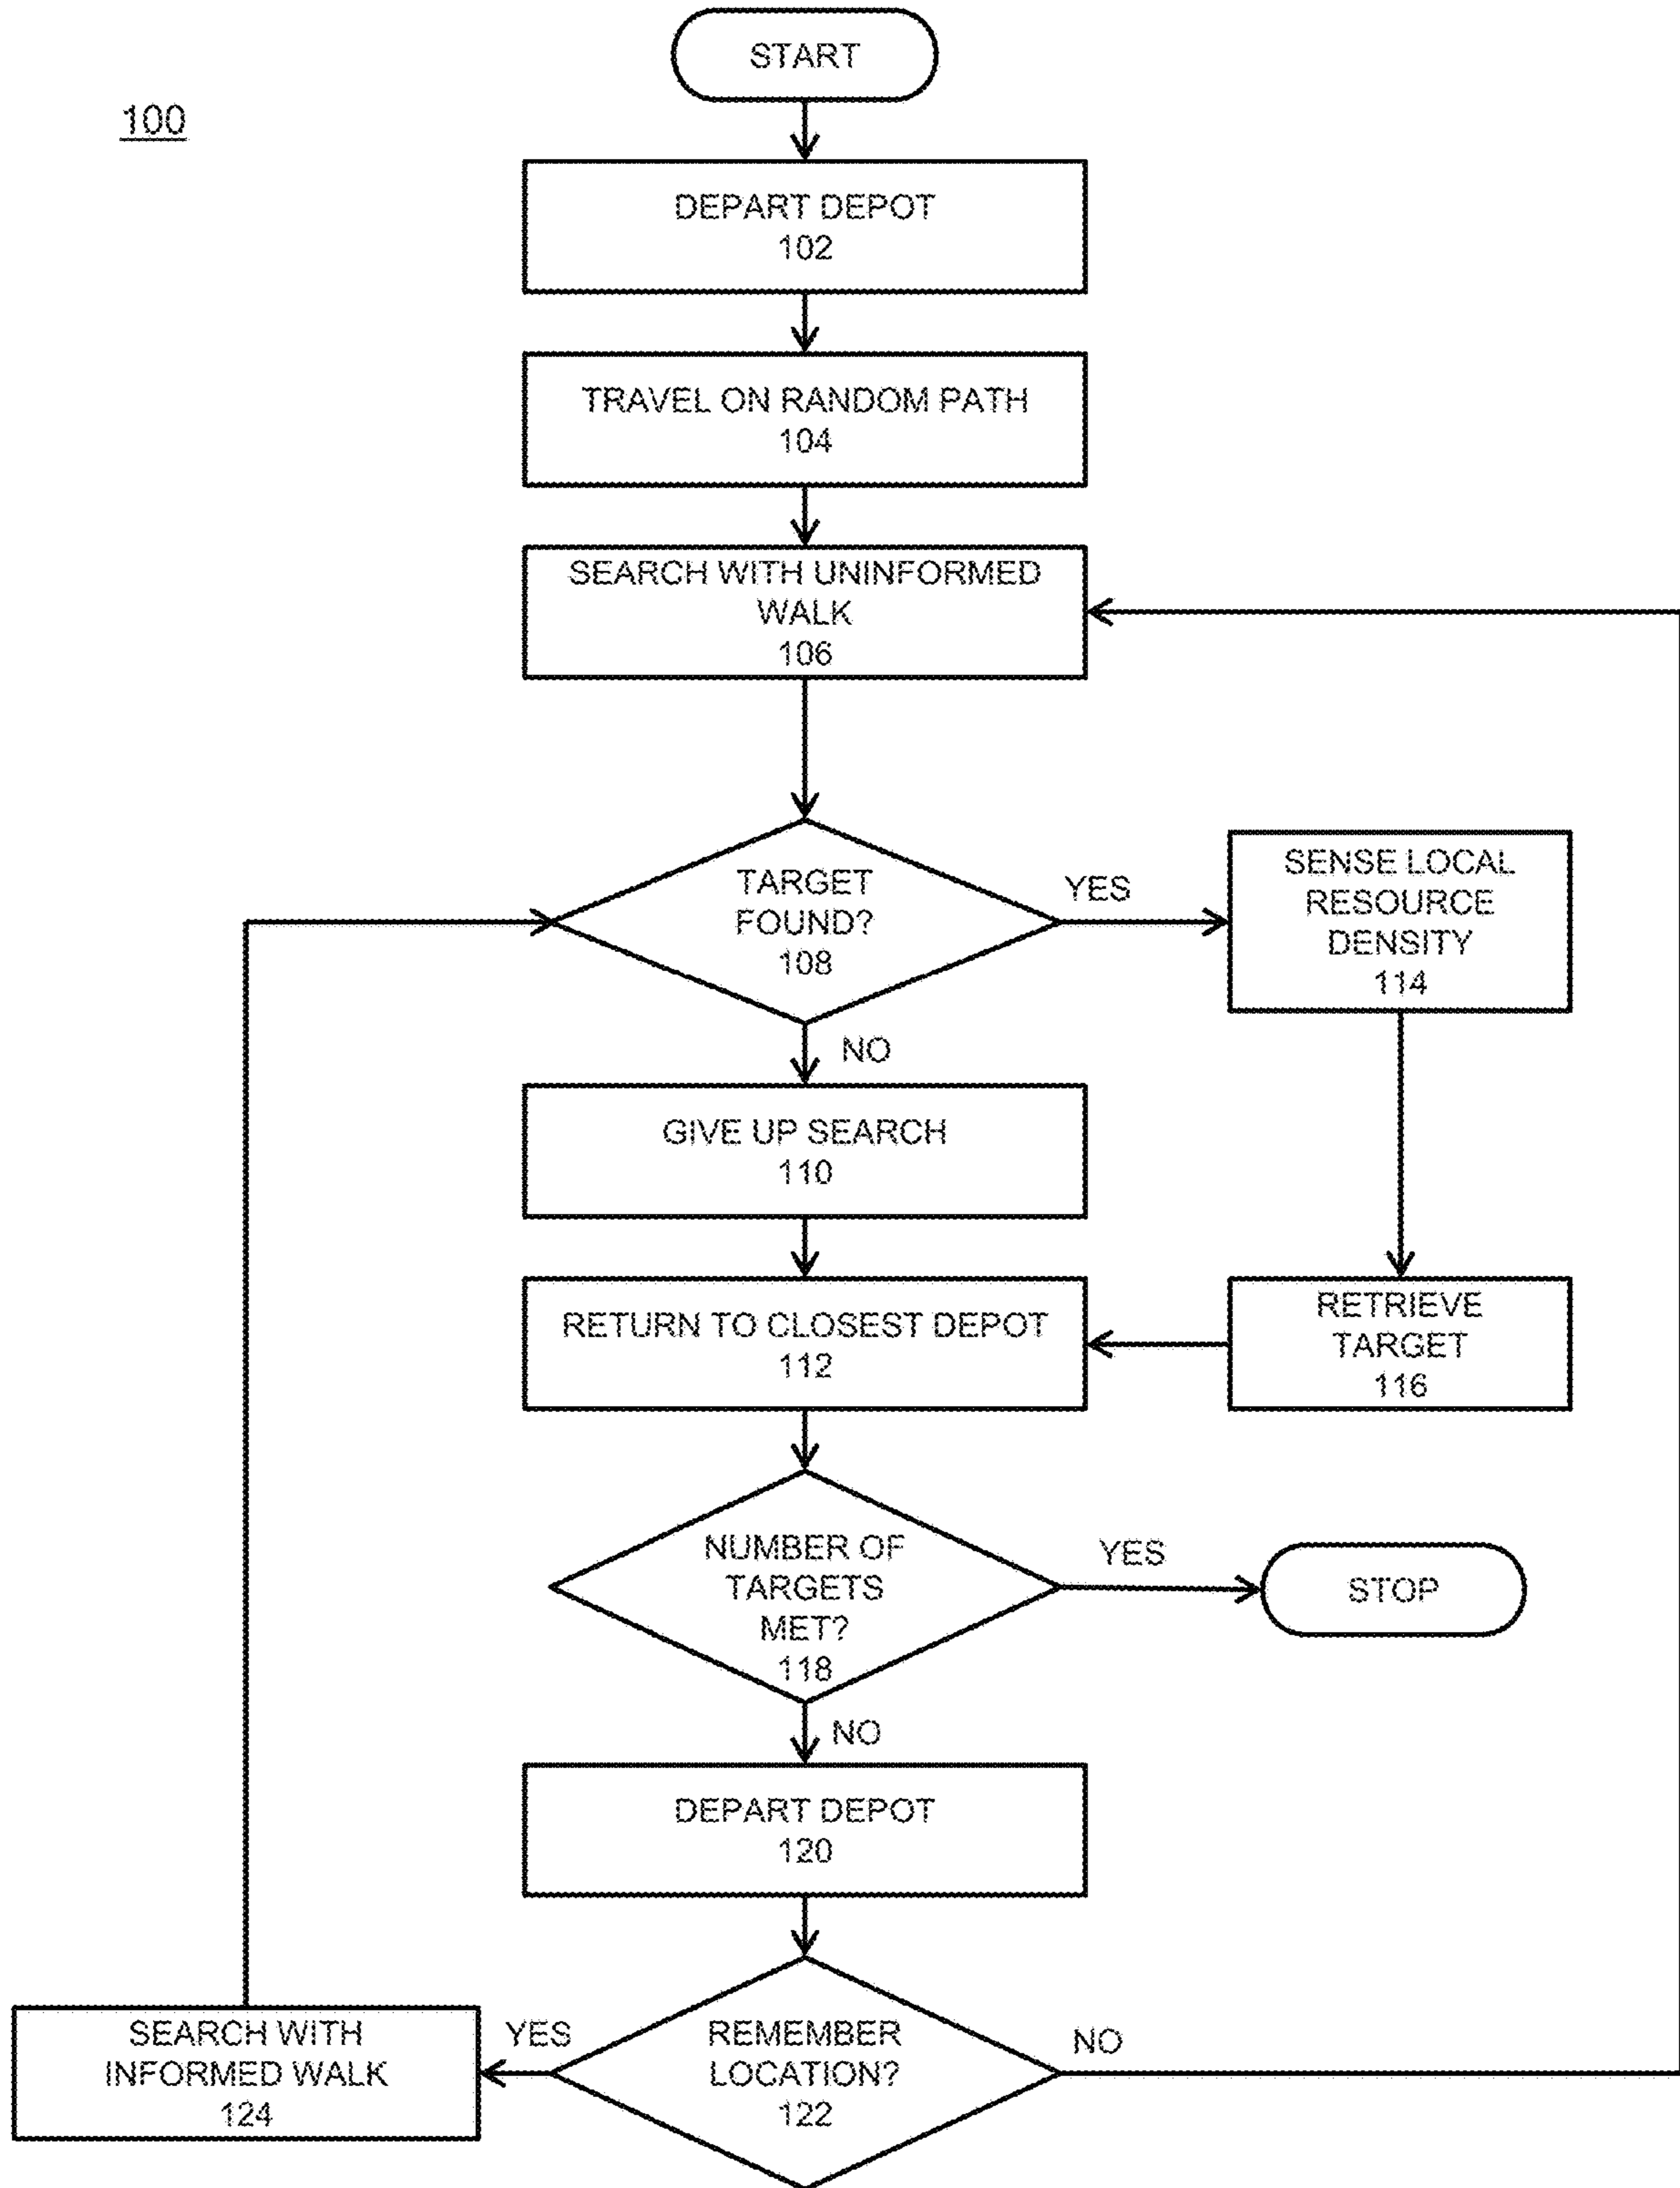 START
100
DEPART DEPOT
102
TRAVEL ON RANDOM PATH
104
SEARCH WITH UNINFORMED
WALK
106
TARGET
FOUND?
108
YES
SENSE LOCAL
RESOURCE
DENSITY
114
NO
GIVE UP SEARCH
110
RETURN TO CLOSEST DEPOT
112
RETRIEVE
TARGET
116
NUMBER OF
TARGETS
MET?
118
YES
STOP
NO
DEPART DEPOT
120
SEARCH WITH
INFORMED WALK
124
YES
REMEMBER
LOCATION?
122
NO